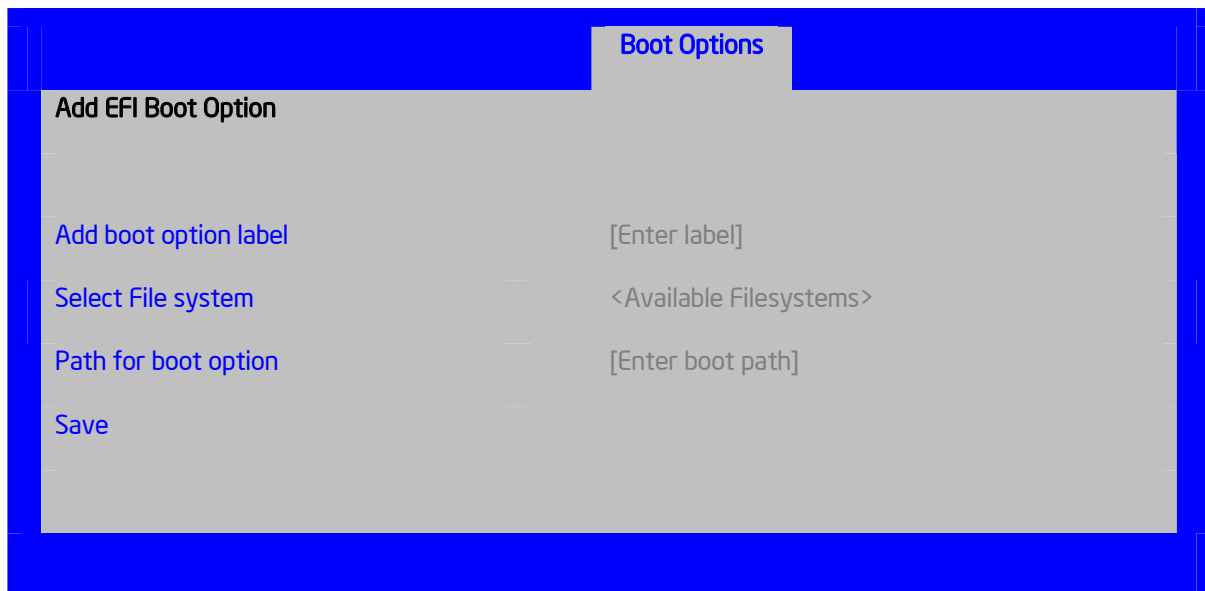 Boot Options
Add EFI Boot Option
Add boot option label [Enter label]
Select File system <Available Filesystems>
Path for boot option [Enter boot path]
Save